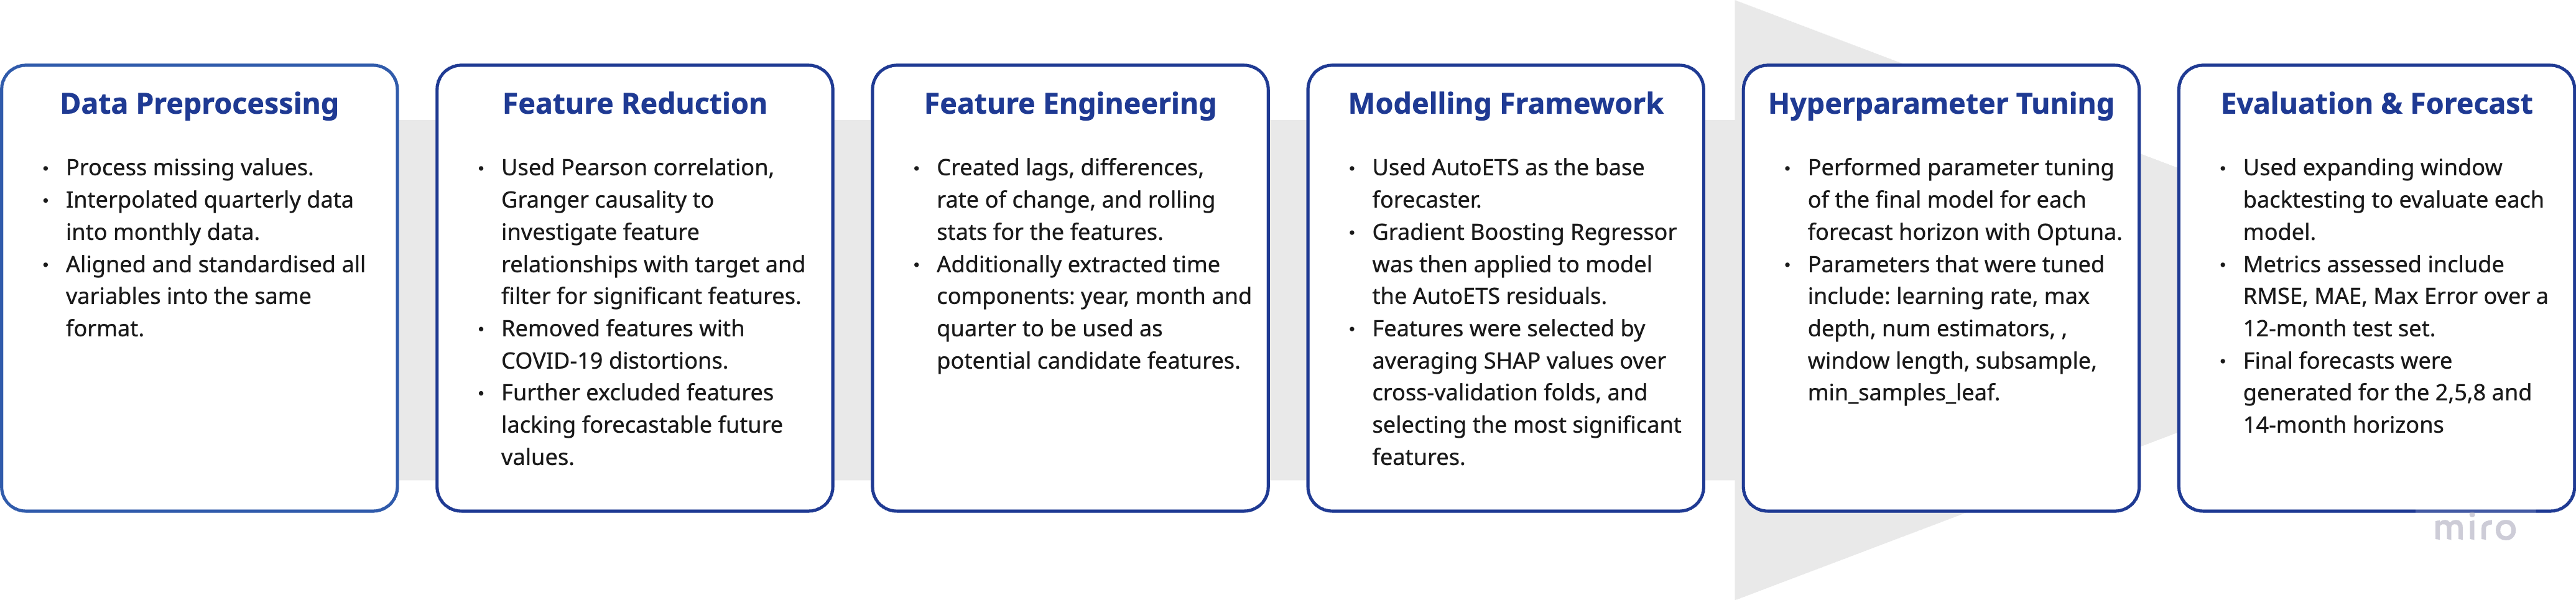 Data Preprocessing
• Process missing values.
• Interpolated quarterly data
into monthly data.
• Aligned and standardised all
variables into the same
format.
Feature Reduction
• Used Pearson correlation,
Granger causality to
investigate feature
relationships with target and
filter for significant features.
• Removed features with
COVID-19 distortions.
• Further excluded features
lacking forecastable future
values.
Feature Engineering
• Created lags, differences,
rate of change, and rolling
stats for the features.
• Additionally extracted time
components: year, month and
quarter to be used as
potential candidate features.
Modelling Framework
• Used AutoETS as the base
forecaster.
• Gradient Boosting Regressor
was then applied to model
the AutoETS residuals.
• Features were selected by
averaging SHAP values over
cross-validation folds, and
selecting the most significant
features.
Hyperparameter Tuning
• Performed parameter tuning
of the final model for each
forecast horizon with Optuna.
• Parameters that were tuned
include: learning rate, max
depth, num estimators, ,
window length, subsample,
min_samples_leaf.
Evaluation & Forecast
• Used expanding window
backtesting to evaluate each
model.
• Metrics assessed include
RMSE, MAE, Max Error over a
12-month test set.
• Final forecasts were
generated for the 2,5,8 and
14-month horizons
miro